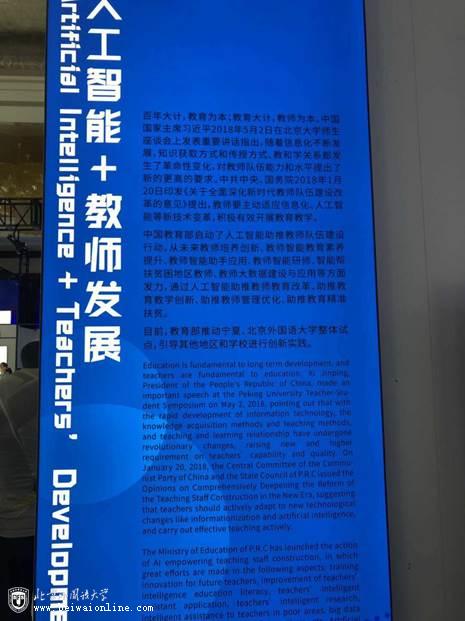 人工智能+教师发展
Artificial Intelligence + Teachers' Developme
百年大计，教育为本；教育大计，教师为本。中国
国家主席习近平2018年5月2日在北京大学师生
座谈会上发表重要讲话指出，随着信息化不断发
展，知识获取方式和传授方式、教和学关系都发
生了革命性变化，对教师队伍能力和水平提出了
新的更高的要求。中共中央、国务院2018年1月
20日印发《关于全面深化新时代教师队伍建设改
革的意见》提出，教师要主动适应信息化、人工智
能等新技术变革，积极有效开展教育教学。
中国教育部启动了人工智能助推教师队伍建设
行动，从未来教师培养创新、教师智能教育素养
提升、教师智能助手应用、教师智能研修、智能帮
扶贫困地区教师、教师大数据建设与应用等方面
发力，通过人工智能助推教师教育改革、助推教
育教学创新、助推教师管理优化、助推教育精准
扶贫。
目前，教育部推动宁夏、北京外国语大学整体试
点，引导其他地区和学校进行创新实践。
Education is fundamental to long-term development, and
teachers are fundamental to education. Xi Jinping,
President of the People's Republic of China, made an
important speech at the Peking University Teacher-Stu-
dent Symposium on May 2, 2018, pointing out that with
the rapid development of information technology, the
knowledge acquisition methods and teaching methods,
and teaching and learning relationship have undergone
revolutionary changes, raising new and higher
requirement on teachers' capability and quality. On
January 20, 2018, the Central Committee of the Commu-
nist Party of China and the State Council of P.R.C issued the
Opinions on Comprehensively Deepening the Reform of
the Teaching Staff Construction in the New Era, suggesting
that teachers should actively adapt to new technological
changes like informationization and artificial intelligence,
and carry out effective teaching actively.
The Ministry of Education of P.R.C has launched the action
of AI empowering teaching staff construction, in which
great efforts are made in the following aspects: training
innovation for future teachers, improvement of teachers'
intelligence education literacy, teachers' intelligent
assistant application, teachers' intelligent research,
intelligent assistance to teachers in poor areas, big data
北京外国语大学
www.beiwaionline.com